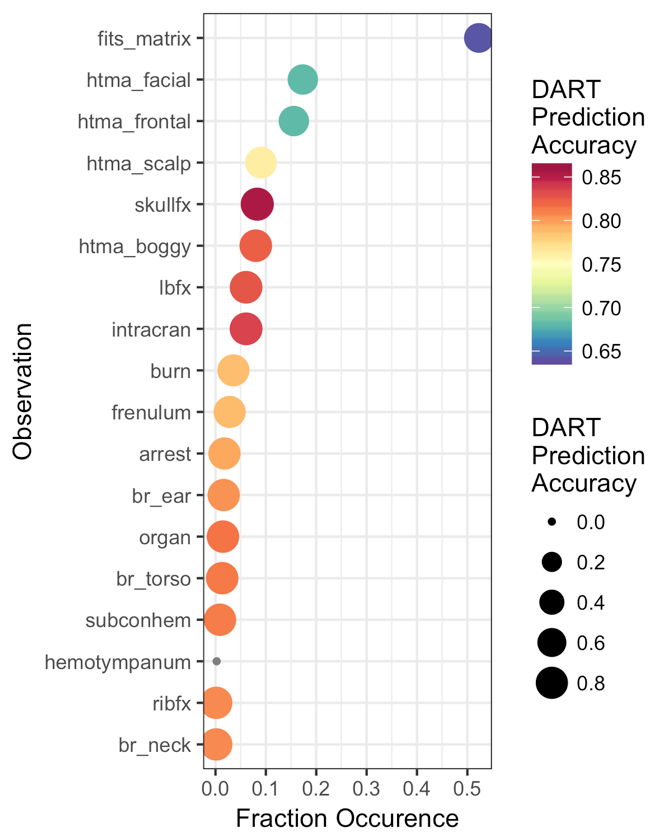 fits_matrix
htma_facial
htma_frontal
htma_scalp
skullfx
htma_boggy
lbfx
intracran
burn
frenulum
arrest
br_ear
organ
br_torso
subconhem
hemotympanum
ribfx
br_neck
Observation
0.0 0.1 0.2 0.3 0.4 0.5
Fraction Occurence
DART
Prediction
Accuracy
0.85
0.80
0.75
0.70
0.65
DART
Prediction
Accuracy
0.0
0.2
0.4
0.6
0.8